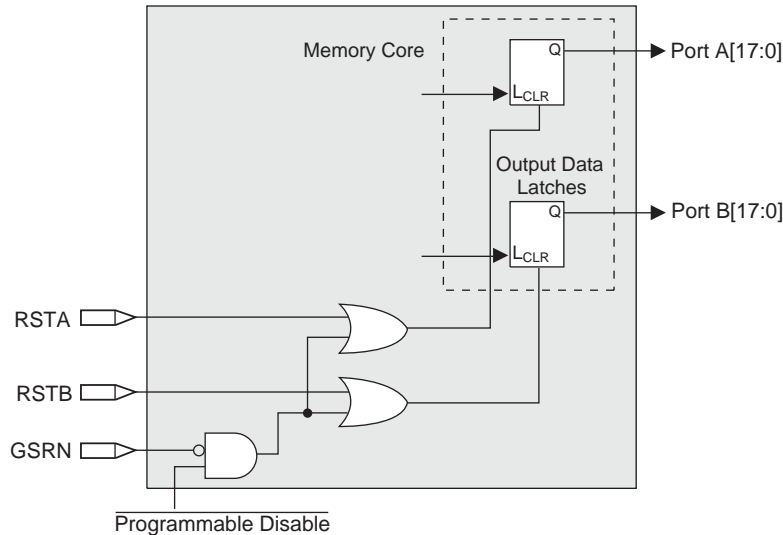 Memory Core
Q
Port A[17:0]
LCLR
Output Data
Latches
Q
Port B[17:0]
LCLR
RSTA
RSTB
GSRN
Programmable Disable